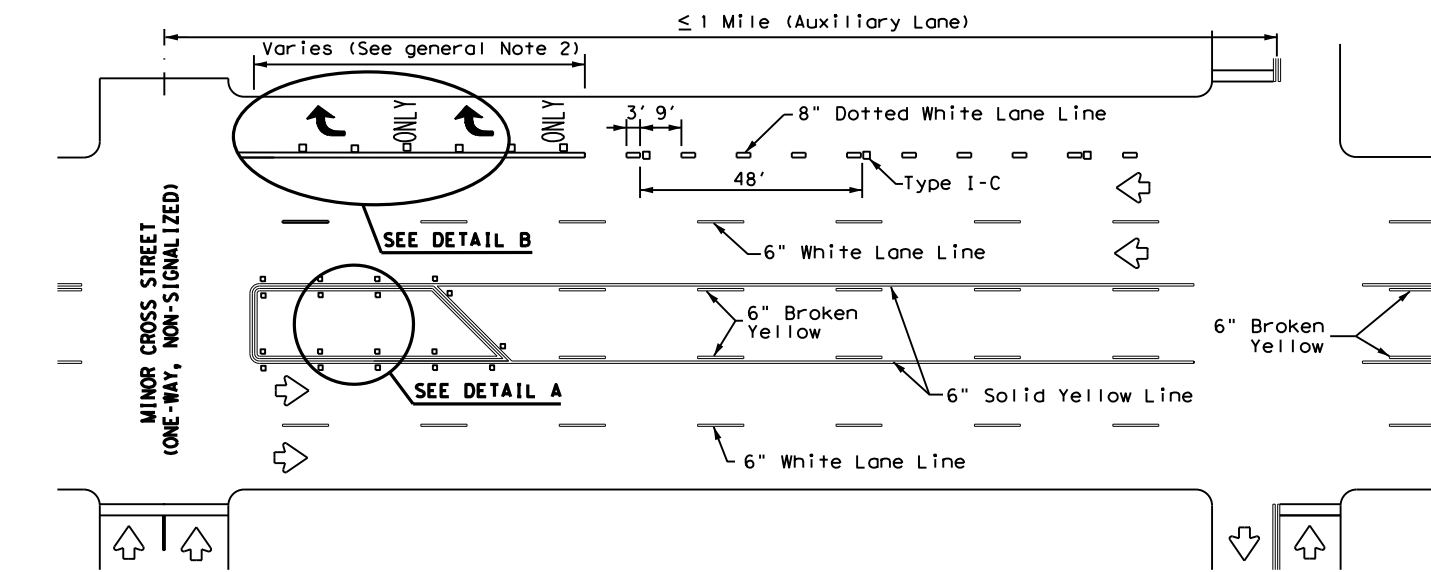 ≤ 1 Mile (Auxiliary Lane)
Varies (See general Note 2)
ONLY
ONLY
3' 9'
8" Dotted White Lane Line
48'
Type I-C
SEE DETAIL B
6" White Lane Line
MINOR CROSS STREET
(ONE-WAY, NON-SIGNALIZED)
6" Broken
Yellow
6" Broken
Yellow
SEE DETAIL A
6" Solid Yellow Line
6" White Lane Line